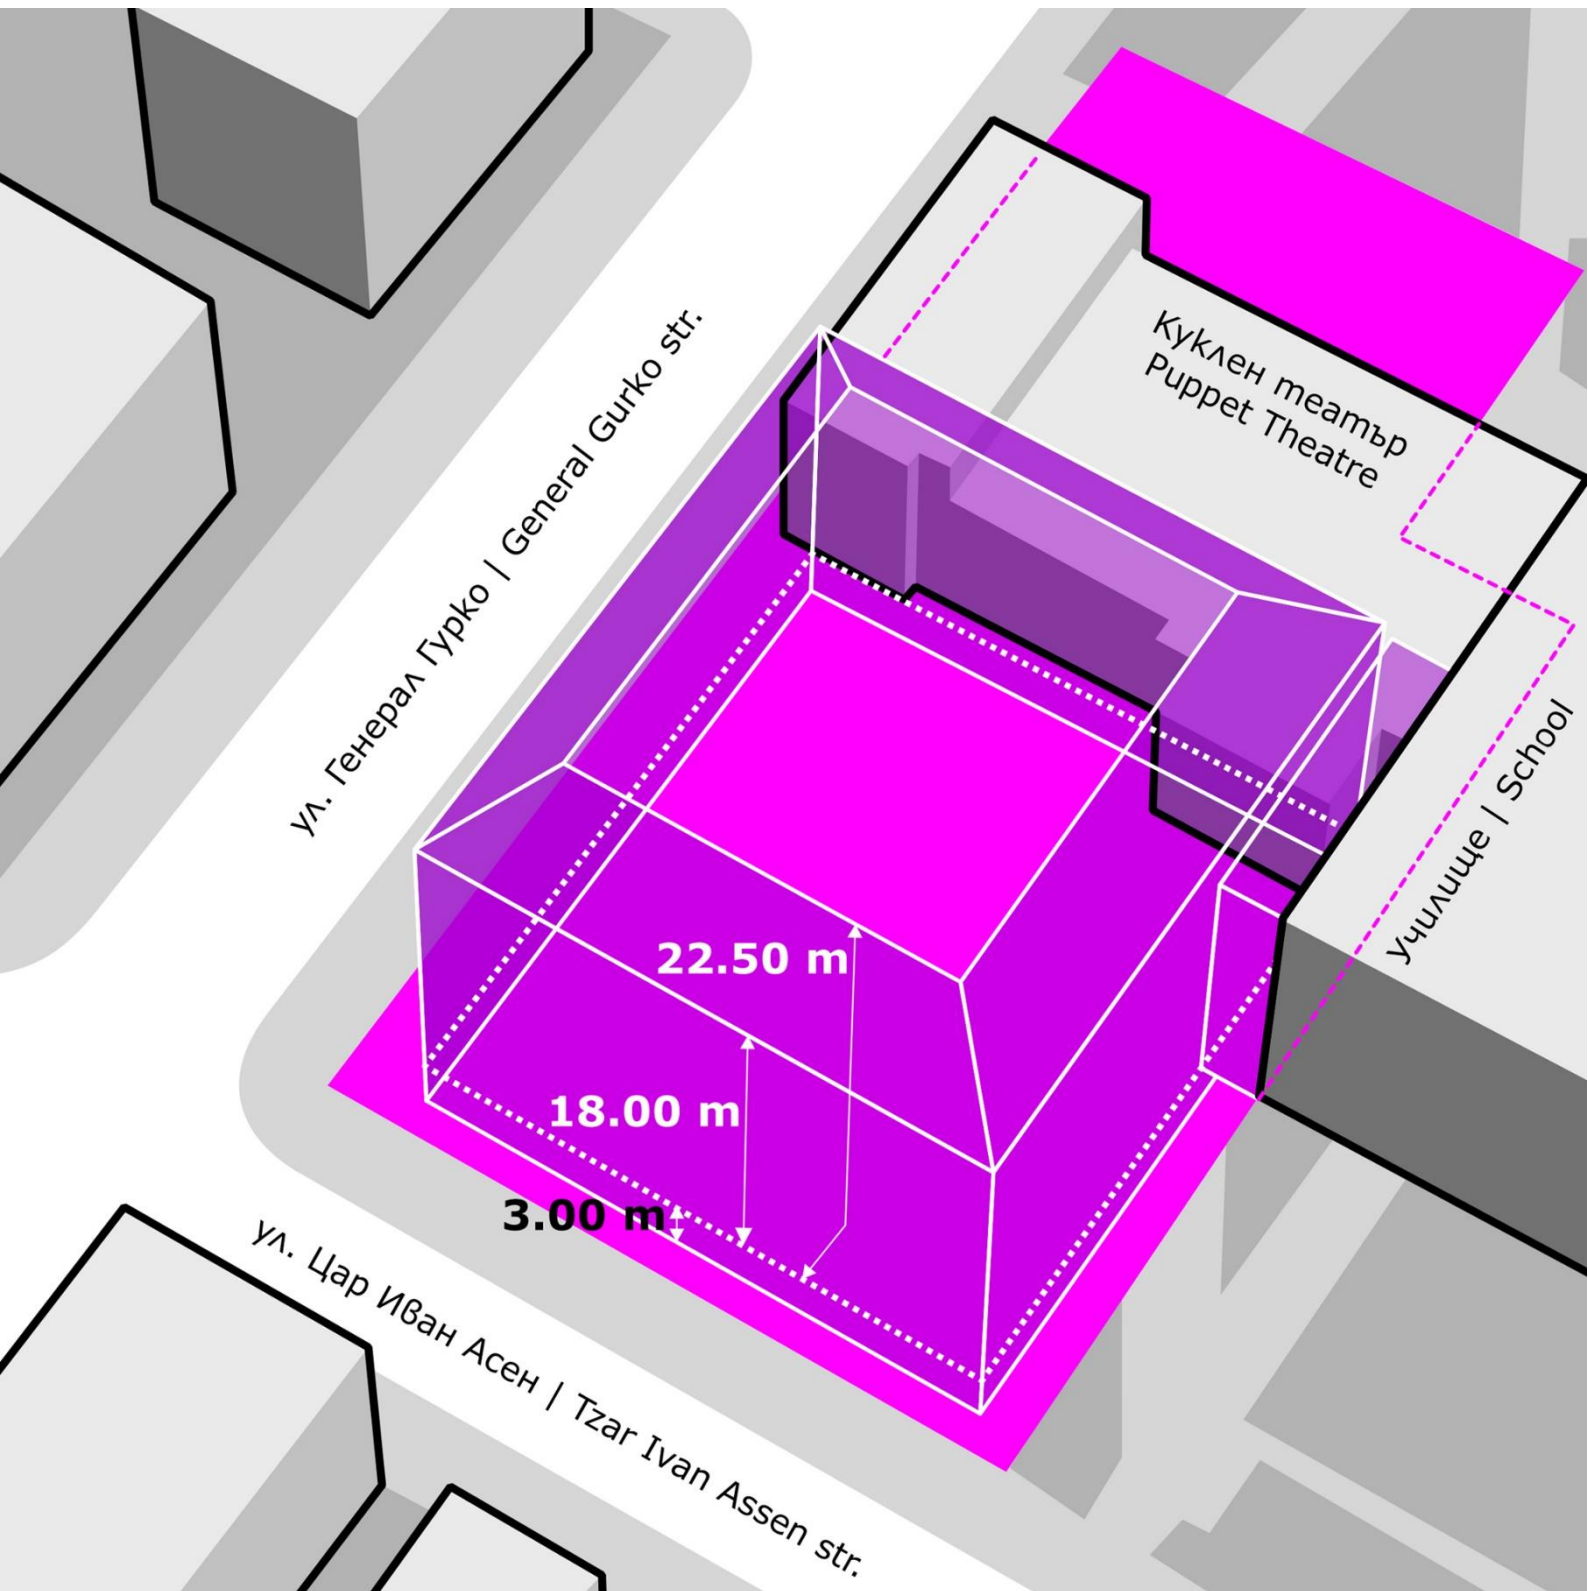 Куклен театър
Puppet Theatre
ул. Генерал Гурко | General Gurko str.
Училище | School
22.50 m
18.00 m
3.00 m
ул. Цар Иван Асен | Tzar Ivan Assen str.